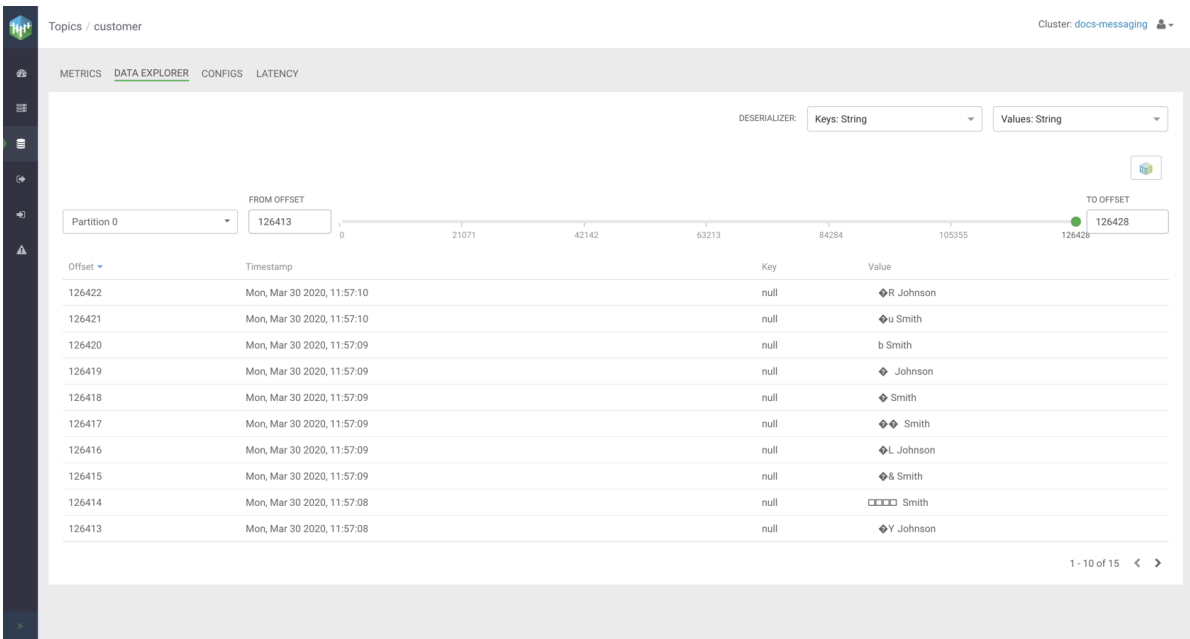 Topics / customer
Cluster: docs-messaging
METRICS DATA EXPLORER CONFIGS LATENCY
DESERIALIZER: Keys: String Values: String
FROM OFFSET TO OFFSET
Partition 0 126413 126428
0 21071 42142 63213 84284 105355 126428
Offset Timestamp Key Value
126422 Mon, Mar 30 2020, 11:57:10 null �R Johnson
126421 Mon, Mar 30 2020, 11:57:10 null �u Smith
126420 Mon, Mar 30 2020, 11:57:09 null b Smith
126419 Mon, Mar 30 2020, 11:57:09 null � Johnson
126418 Mon, Mar 30 2020, 11:57:09 null � Smith
126417 Mon, Mar 30 2020, 11:57:09 null �� Smith
126416 Mon, Mar 30 2020, 11:57:09 null �L Johnson
126415 Mon, Mar 30 2020, 11:57:09 null �& Smith
126414 Mon, Mar 30 2020, 11:57:08 null □□□□ Smith
126413 Mon, Mar 30 2020, 11:57:08 null �Y Johnson
1 - 10 of 15